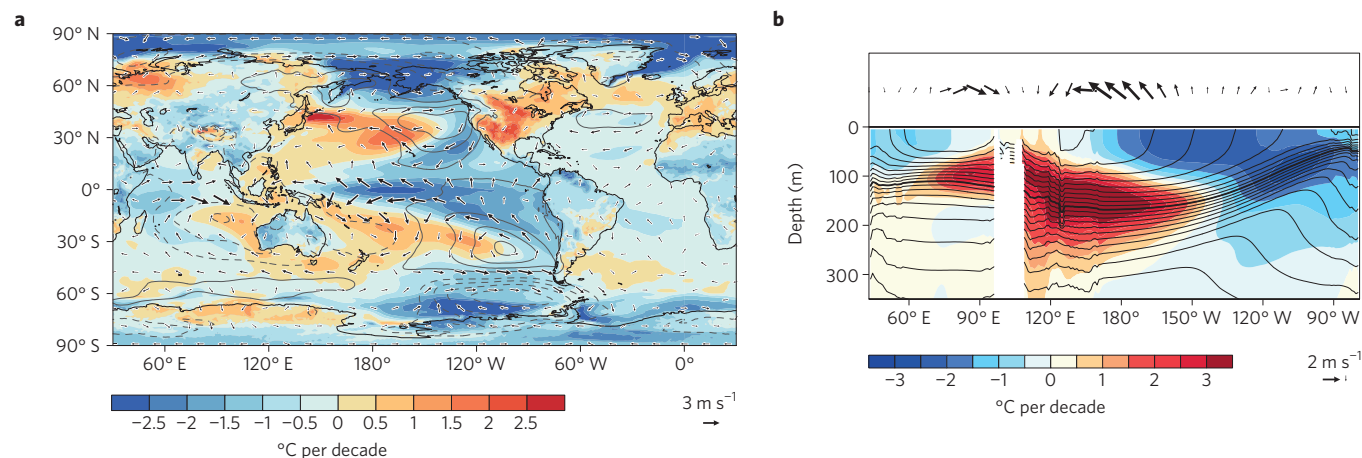 a
90° N
60° N
30° N
0°
30° S
60° S
90° S
60° E 120° E 180° 120° W 60° W 0°
−2.5 −2 −1.5 −1 −0.5 0 0.5 1 1.5 2 2.5
°C per decade
3 m s⁻¹
b
Depth (m)
0
100
200
300
60° E 90° E 120° E 180° 150° W 120° W 90° W
−3 −2 −1 0 1 2 3
°C per decade
2 m s⁻¹